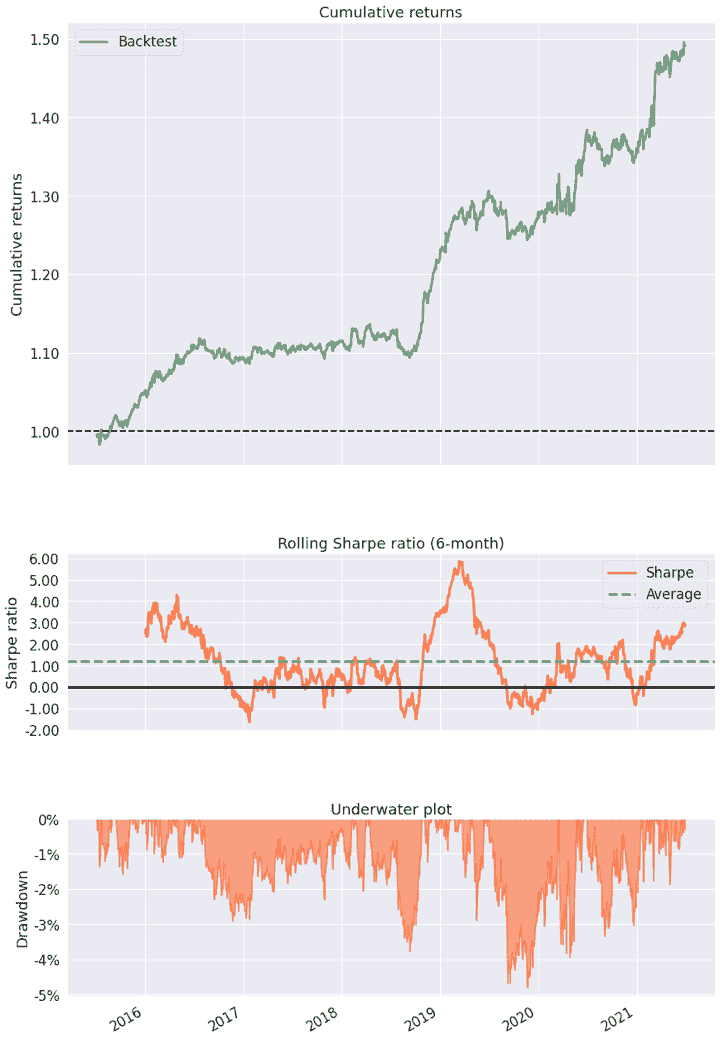 Cumulative returns
Backtest
1.50
1.40
1.30
1.20
1.10
1.00
Cumulative returns
Rolling Sharpe ratio (6-month)
Sharpe
Average
6.00
5.00
4.00
3.00
2.00
1.00
0.00
-1.00
-2.00
Sharpe ratio
Underwater plot
0%
-1%
-2%
-3%
-4%
-5%
Drawdown
2016 2017 2018 2019 2020 2021